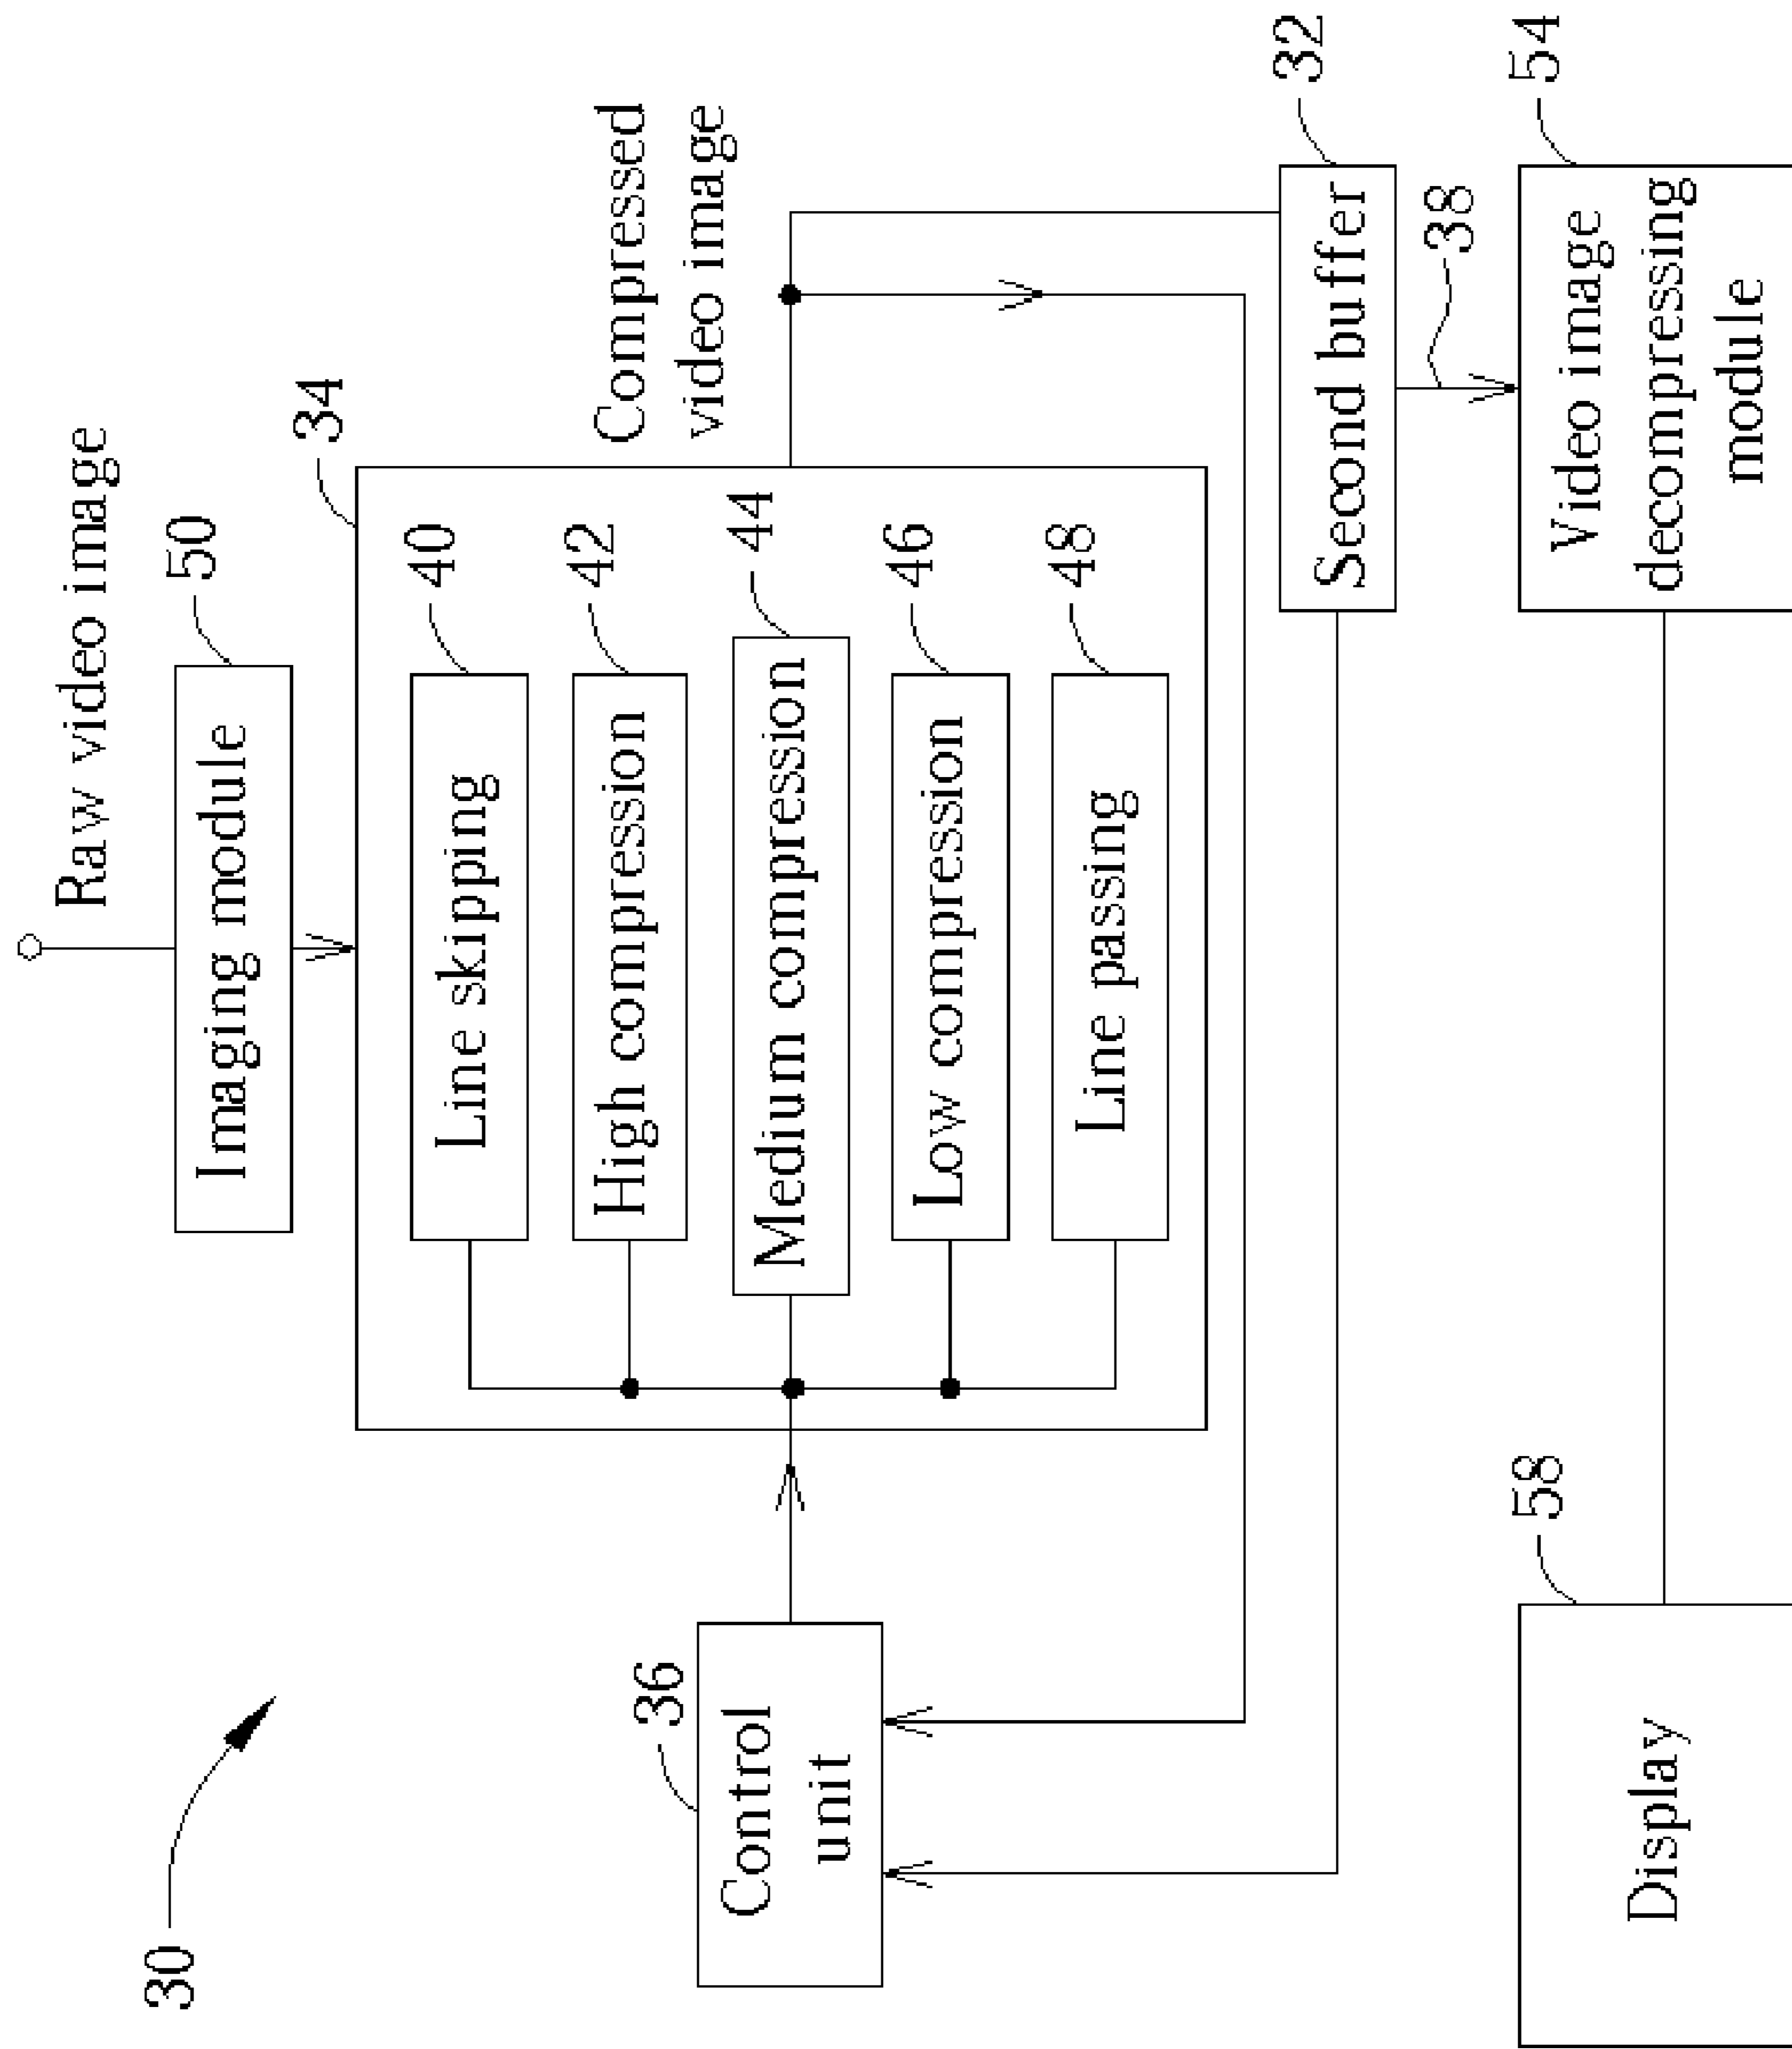 30
Raw video image
50
Imaging module
34
40
Line skipping
42
High compression
44
Medium compression
46
Low compression
48
Line passing
36
Control
unit
Compressed
video image
32
Second buffer
38
54
Video image
decompressing
module
58
Display